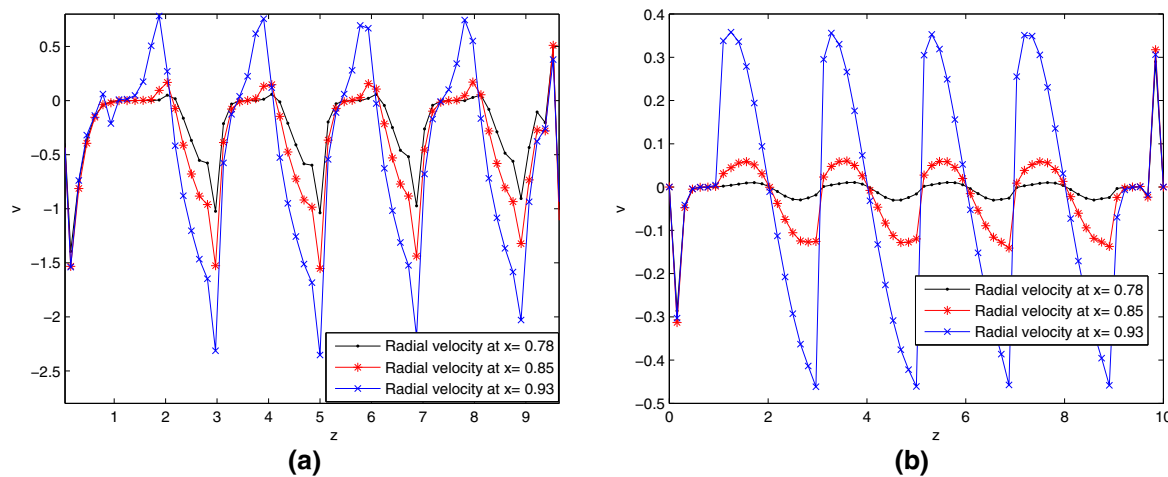 0.5
0
−0.5
−1
−1.5
−2
−2.5
v
1 2 3 4 5 6 7 8 9
z
Radial velocity at x= 0.78
Radial velocity at x= 0.85
Radial velocity at x= 0.93
(a)
0.4
0.3
0.2
0.1
0
−0.1
−0.2
−0.3
−0.4
−0.5
v
0 2 4 6 8 10
z
Radial velocity at x= 0.78
Radial velocity at x= 0.85
Radial velocity at x= 0.93
(b)